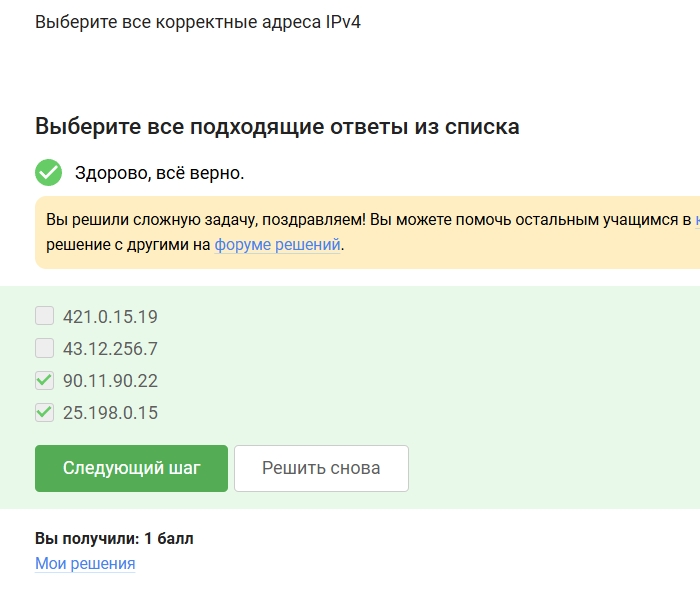 Выберите все корректные адреса IPv4
Выберите все подходящие ответы из списка
Здорово, всё верно.
Вы решили сложную задачу, поздравляем! Вы можете помочь остальным учащимся в
решение с другими на форуме решений.
421.0.15.19
43.12.256.7
90.11.90.22
25.198.0.15
Следующий шаг
Решить снова
Вы получили: 1 балл
Мои решения